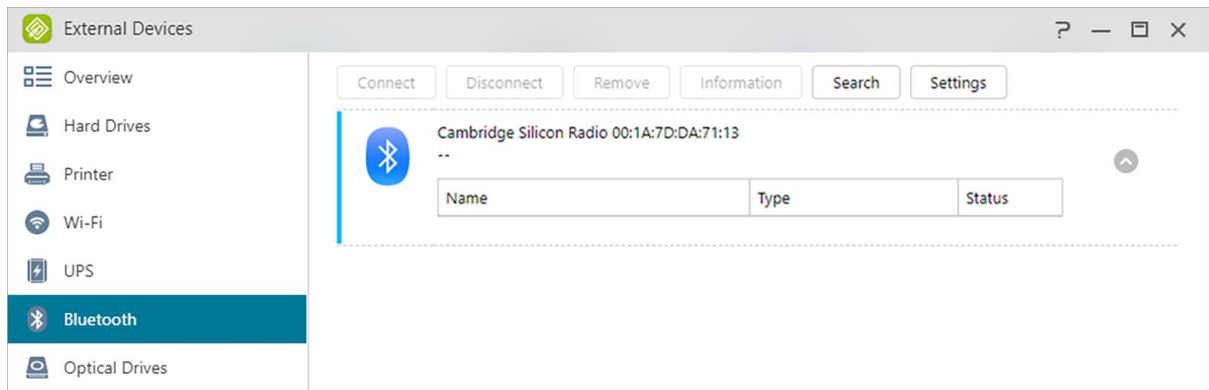 External Devices
Overview
Hard Drives
Printer
Wi-Fi
UPS
Bluetooth
Optical Drives
Connect Disconnect Remove Information Search Settings
Cambridge Silicon Radio 00:1A:7D:DA:71:13
--
Name Type Status